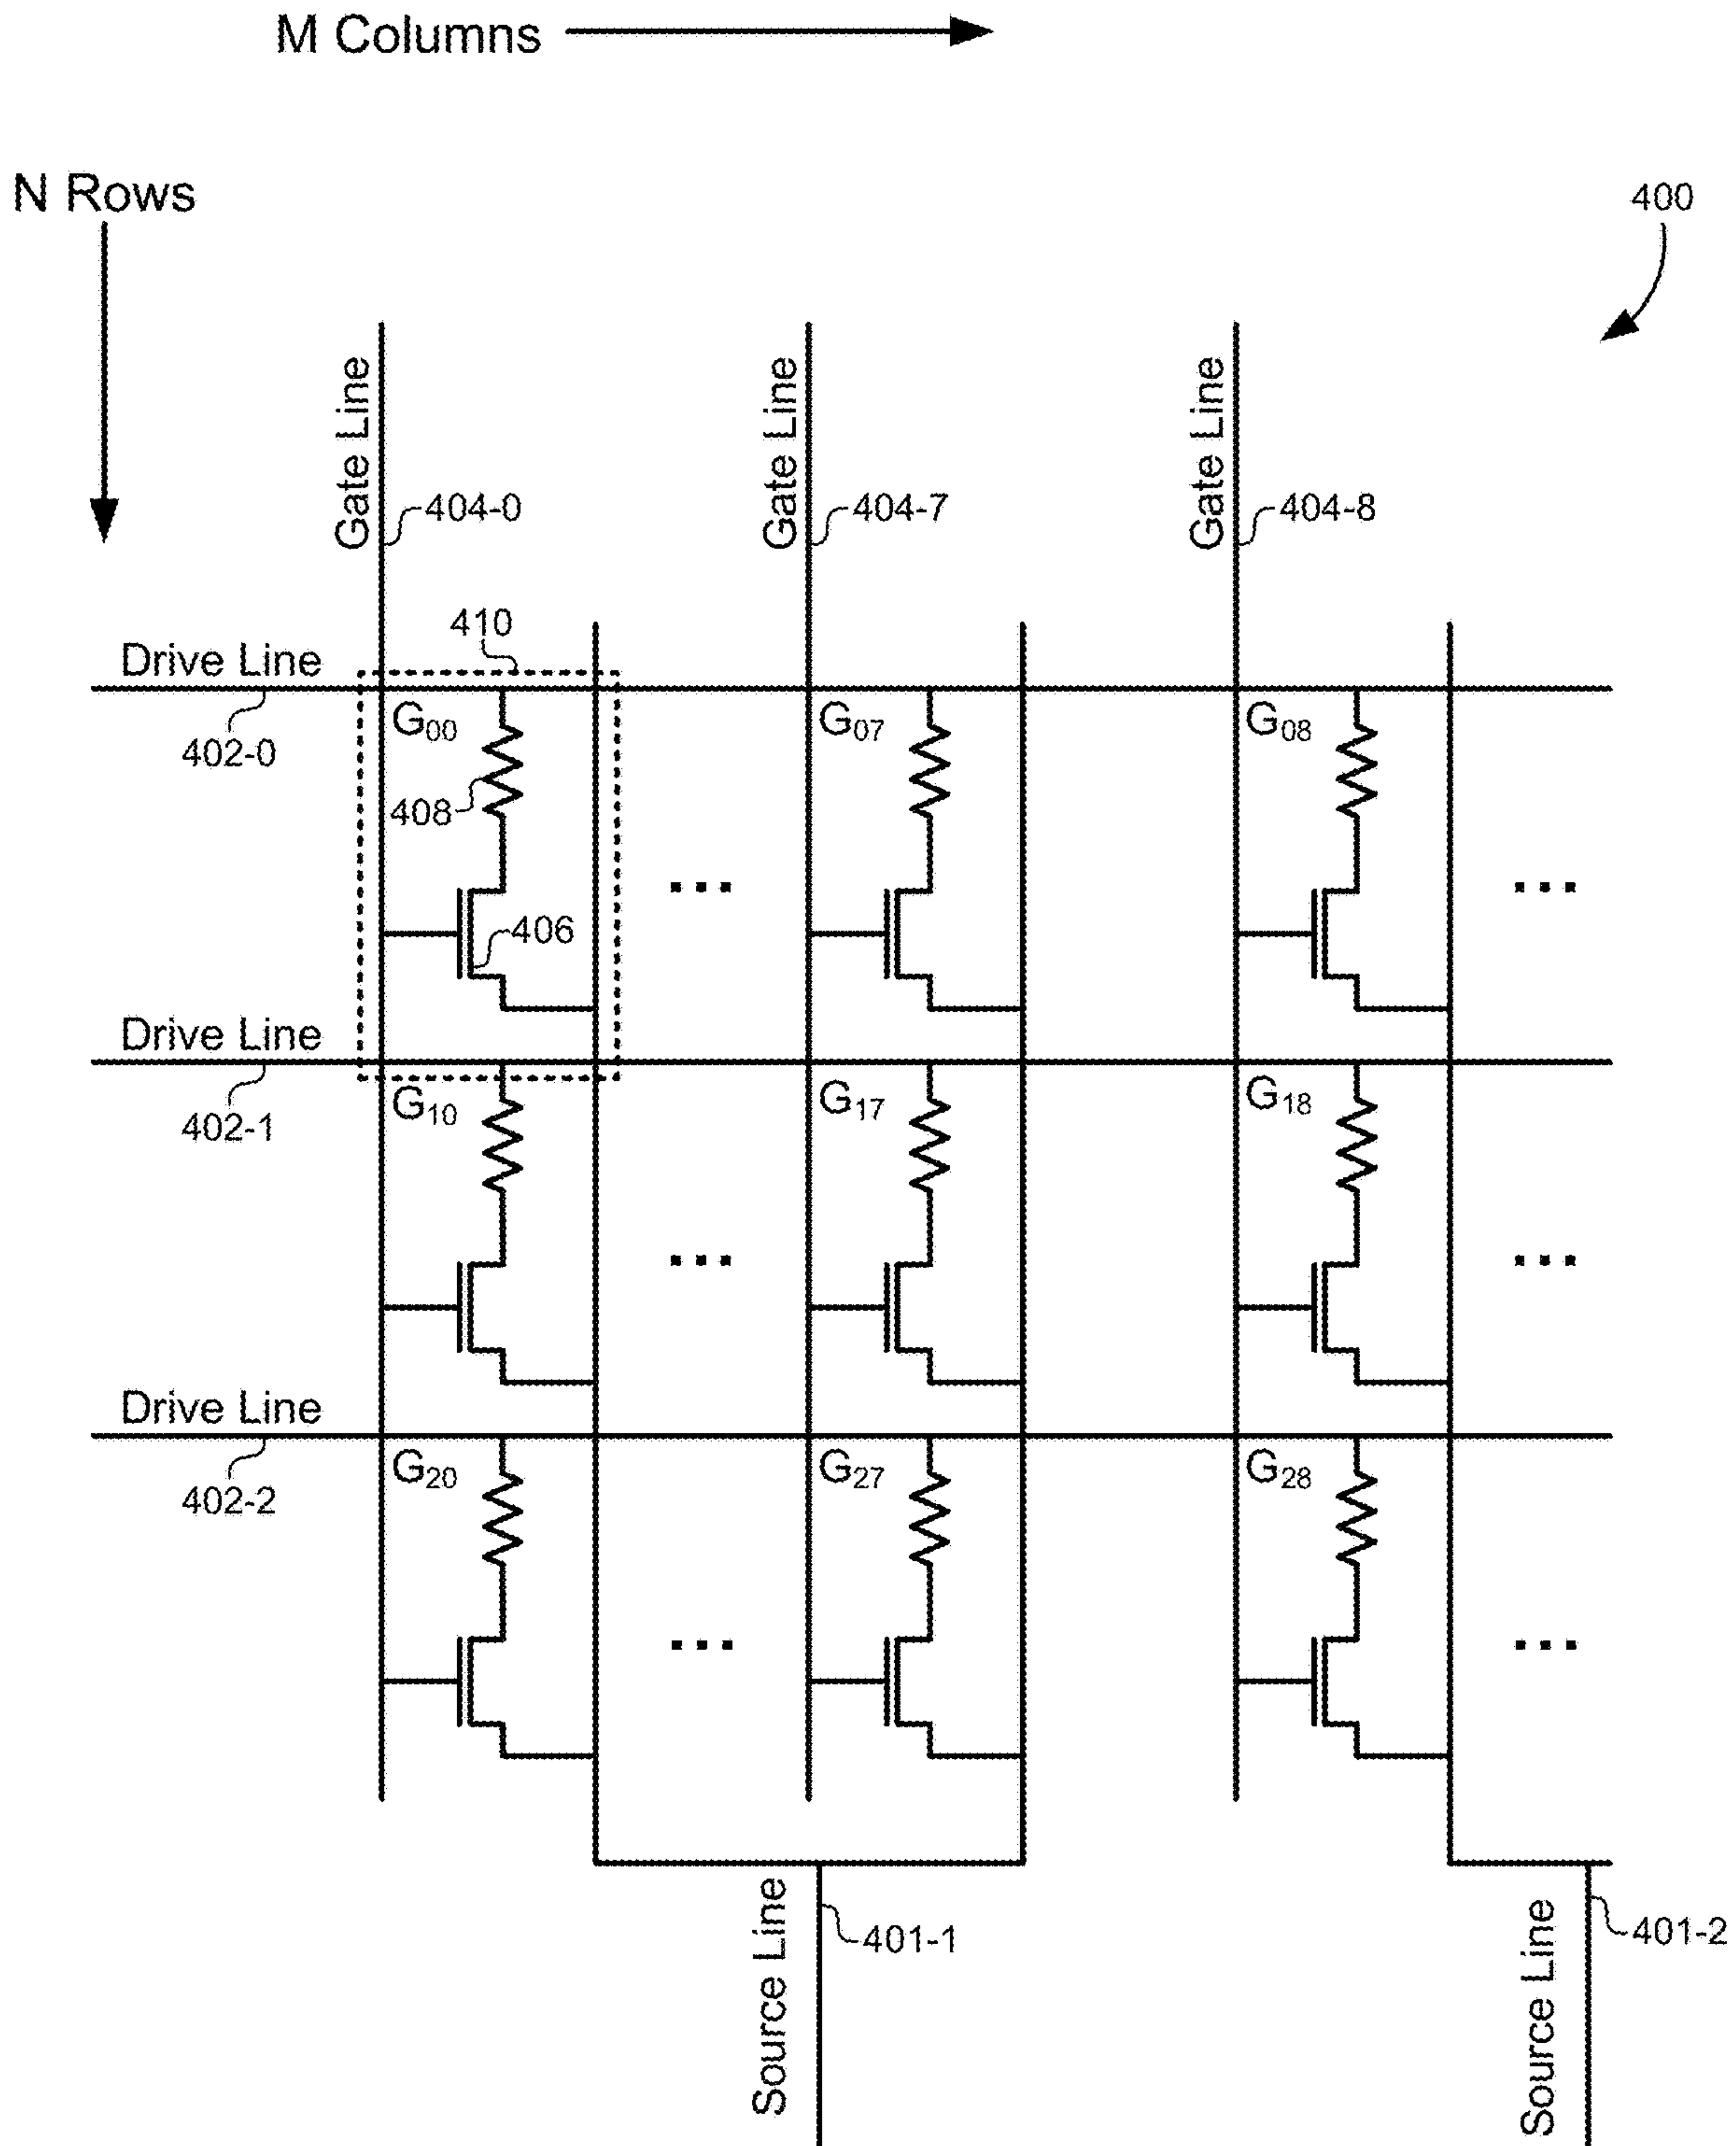 M Columns
N Rows
400
Gate Line
Gate Line
Gate Line
404-0
404-7
404-8
410
Drive Line
402-0
G00
G07
G08
408
406
Drive Line
402-1
G10
G17
G18
Drive Line
402-2
G20
G27
G28
...
...
...
...
...
...
Source Line
401-1
Source Line
401-2